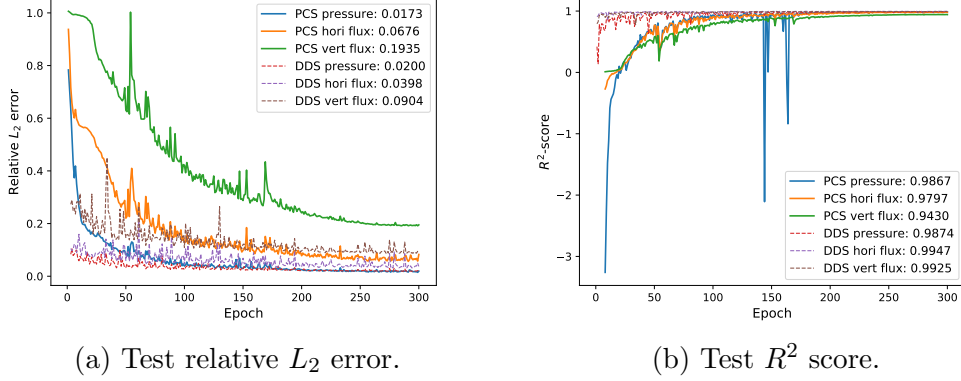 PCS pressure: 0.0173
PCS hori flux: 0.0676
PCS vert flux: 0.1935
DDS pressure: 0.0200
DDS hori flux: 0.0398
DDS vert flux: 0.0904
Relative L₂ error
1.0
0.8
0.6
0.4
0.2
0.0
0 50 100 150 200 250 300
Epoch
(a) Test relative L₂ error.
R²-score
1
0
−1
−2
−3
PCS pressure: 0.9867
PCS hori flux: 0.9797
PCS vert flux: 0.9430
DDS pressure: 0.9874
DDS hori flux: 0.9947
DDS vert flux: 0.9925
0 50 100 150 200 250 300
Epoch
(b) Test R² score.